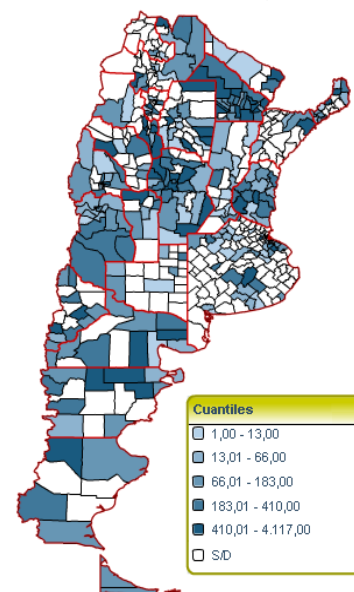 Cuantiles
1,00 - 13,00
13,01 - 66,00
66,01 - 183,00
183,01 - 410,00
410,01 - 4.117,00
S/D